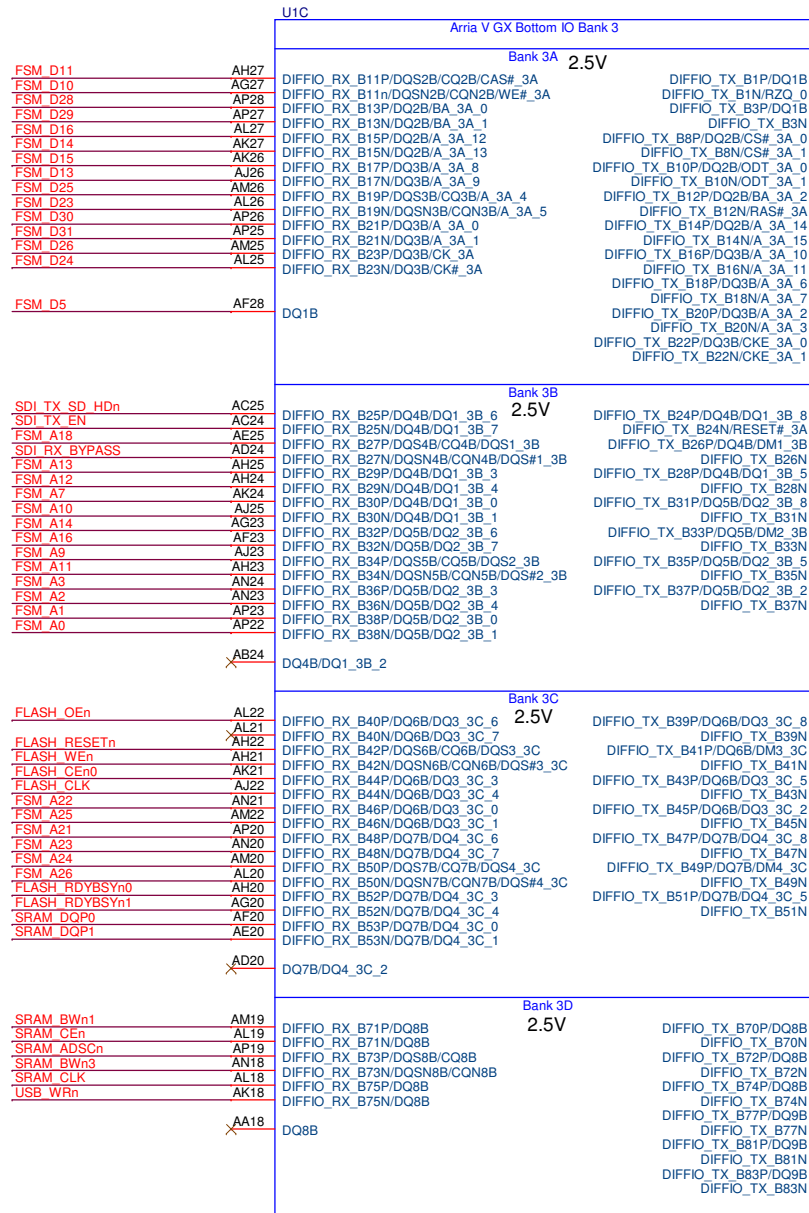 U1C
Arria V GX Bottom IO Bank 3
Bank 3A 2.5V
FSM_D11 AH27 DIFFIO_RX_B11P/DQS2B/CQ2B/CAS#_3A DIFFIO_TX_B1P/DQ1B
FSM_D10 AG27 DIFFIO_RX_B11n/DQSN2B/CQN2B/WE#_3A DIFFIO_TX_B1N/RZQ_0
FSM_D28 AP28 DIFFIO_RX_B13P/DQ2B/BA_3A_0 DIFFIO_TX_B3P/DQ1B
FSM_D29 AP27 DIFFIO_RX_B13N/DQ2B/BA_3A_1 DIFFIO_TX_B3N
FSM_D16 AL27 DIFFIO_RX_B15P/DQ2B/A_3A_12 DIFFIO_TX_B8P/DQ2B/CS#_3A_0
FSM_D14 AK27 DIFFIO_RX_B15N/DQ2B/A_3A_13 DIFFIO_TX_B8N/CS#_3A_1
FSM_D15 AK26 DIFFIO_RX_B17P/DQ3B/A_3A_8 DIFFIO_TX_B10P/DQ2B/ODT_3A_0
FSM_D13 AJ26 DIFFIO_RX_B17N/DQ3B/A_3A_9 DIFFIO_TX_B10N/ODT_3A_1
FSM_D25 AM26 DIFFIO_RX_B19P/DQS3B/CQ3B/A_3A_4 DIFFIO_TX_B12P/DQ2B/BA_3A_2
FSM_D23 AL26 DIFFIO_RX_B19N/DQSN3B/CQN3B/A_3A_5 DIFFIO_TX_B12N/RAS#_3A
FSM_D30 AP26 DIFFIO_RX_B21P/DQ3B/A_3A_0 DIFFIO_TX_B14P/DQ2B/A_3A_14
FSM_D31 AP25 DIFFIO_RX_B21N/DQ3B/A_3A_1 DIFFIO_TX_B14N/A_3A_15
FSM_D26 AM25 DIFFIO_RX_B23P/DQ3B/CK_3A DIFFIO_TX_B16P/DQ3B/A_3A_10
FSM_D24 AL25 DIFFIO_RX_B23N/DQ3B/CK#_3A DIFFIO_TX_B16N/A_3A_11
DIFFIO_TX_B18P/DQ3B/A_3A_6
DIFFIO_TX_B18N/A_3A_7
FSM_D5 AF28 DQ1B DIFFIO_TX_B20P/DQ3B/A_3A_2
DIFFIO_TX_B20N/A_3A_3
DIFFIO_TX_B22P/DQ3B/CKE_3A_0
DIFFIO_TX_B22N/CKE_3A_1
Bank 3B
2.5V
SDI_TX_SD_HDn AC25 DIFFIO_RX_B25P/DQ4B/DQ1_3B_6 DIFFIO_TX_B24P/DQ4B/DQ1_3B_8
SDI_TX_EN AC24 DIFFIO_RX_B25N/DQ4B/DQ1_3B_7 DIFFIO_TX_B24N/RESET#_3A
FSM_A18 AE25 DIFFIO_RX_B27P/DQS4B/CQ4B/DQS1_3B DIFFIO_TX_B26P/DQ4B/DM1_3B
SDI_RX_BYPASS AD24 DIFFIO_RX_B27N/DQSN4B/CQN4B/DQS#1_3B DIFFIO_TX_B26N
FSM_A13 AH25 DIFFIO_RX_B29P/DQ4B/DQ1_3B_3 DIFFIO_TX_B28P/DQ4B/DQ1_3B_5
FSM_A12 AH24 DIFFIO_RX_B29N/DQ4B/DQ1_3B_4 DIFFIO_TX_B28N
FSM_A7 AK24 DIFFIO_RX_B30P/DQ4B/DQ1_3B_0 DIFFIO_TX_B31P/DQ5B/DQ2_3B_8
FSM_A10 AJ25 DIFFIO_RX_B30N/DQ4B/DQ1_3B_1 DIFFIO_TX_B31N
FSM_A14 AG23 DIFFIO_RX_B32P/DQ5B/DQ2_3B_6 DIFFIO_TX_B33P/DQ5B/DM2_3B
FSM_A16 AF23 DIFFIO_RX_B32N/DQ5B/DQ2_3B_7 DIFFIO_TX_B33N
FSM_A9 AJ23 DIFFIO_RX_B34P/DQS5B/CQ5B/DQS2_3B DIFFIO_TX_B35P/DQ5B/DQ2_3B_5
FSM_A11 AH23 DIFFIO_RX_B34N/DQSN5B/CQN5B/DQS#2_3B DIFFIO_TX_B35N
FSM_A3 AN24 DIFFIO_RX_B36P/DQ5B/DQ2_3B_3 DIFFIO_TX_B37P/DQ5B/DQ2_3B_2
FSM_A2 AN23 DIFFIO_RX_B36N/DQ5B/DQ2_3B_4 DIFFIO_TX_B37N
FSM_A1 AP23 DIFFIO_RX_B38P/DQ5B/DQ2_3B_0
FSM_A0 AP22 DIFFIO_RX_B38N/DQ5B/DQ2_3B_1
AB24 DQ4B/DQ1_3B_2
Bank 3C
2.5V
FLASH_OEn AL22 DIFFIO_RX_B40P/DQ6B/DQ3_3C_6 DIFFIO_TX_B39P/DQ6B/DQ3_3C_8
AL21 DIFFIO_RX_B40N/DQ6B/DQ3_3C_7 DIFFIO_TX_B39N
FLASH_RESETn AH22 DIFFIO_RX_B42P/DQS6B/CQ6B/DQS3_3C DIFFIO_TX_B41P/DQ6B/DM3_3C
FLASH_WEn AH21 DIFFIO_RX_B42N/DQSN6B/CQN6B/DQS#3_3C DIFFIO_TX_B41N
FLASH_CEn0 AK21 DIFFIO_RX_B44P/DQ6B/DQ3_3C_3 DIFFIO_TX_B43P/DQ6B/DQ3_3C_5
FLASH_CLK AJ22 DIFFIO_RX_B44N/DQ6B/DQ3_3C_4 DIFFIO_TX_B43N
FSM_A22 AN21 DIFFIO_RX_B46P/DQ6B/DQ3_3C_0 DIFFIO_TX_B45P/DQ6B/DQ3_3C_2
FSM_A25 AM22 DIFFIO_RX_B46N/DQ6B/DQ3_3C_1 DIFFIO_TX_B45N
FSM_A21 AP20 DIFFIO_RX_B48P/DQ7B/DQ4_3C_6 DIFFIO_TX_B47P/DQ7B/DQ4_3C_8
FSM_A23 AN20 DIFFIO_RX_B48N/DQ7B/DQ4_3C_7 DIFFIO_TX_B47N
FSM_A24 AM20 DIFFIO_RX_B50P/DQS7B/CQ7B/DQS4_3C DIFFIO_TX_B49P/DQ7B/DM4_3C
FSM_A26 AL20 DIFFIO_RX_B50N/DQSN7B/CQN7B/DQS#4_3C DIFFIO_TX_B49N
FLASH_RDYBSYn0 AH20 DIFFIO_RX_B52P/DQ7B/DQ4_3C_3 DIFFIO_TX_B51P/DQ7B/DQ4_3C_5
FLASH_RDYBSYn1 AG20 DIFFIO_RX_B52N/DQ7B/DQ4_3C_4 DIFFIO_TX_B51N
SRAM_DQP0 AF20 DIFFIO_RX_B53P/DQ7B/DQ4_3C_0
SRAM_DQP1 AE20 DIFFIO_RX_B53N/DQ7B/DQ4_3C_1
AD20 DQ7B/DQ4_3C_2
Bank 3D
2.5V
SRAM_BWn1 AM19 DIFFIO_RX_B71P/DQ8B DIFFIO_TX_B70P/DQ8B
SRAM_CEn AL19 DIFFIO_RX_B71N/DQ8B DIFFIO_TX_B70N
SRAM_ADSCn AP19 DIFFIO_RX_B73P/DQS8B/CQ8B DIFFIO_TX_B72P/DQ8B
SRAM_BWn3 AN18 DIFFIO_RX_B73N/DQSN8B/CQN8B DIFFIO_TX_B72N
SRAM_CLK AL18 DIFFIO_RX_B75P/DQ8B DIFFIO_TX_B74P/DQ8B
USB_WRn AK18 DIFFIO_RX_B75N/DQ8B DIFFIO_TX_B74N
DIFFIO_TX_B77P/DQ9B
AA18 DQ8B DIFFIO_TX_B77N
DIFFIO_TX_B81P/DQ9B
DIFFIO_TX_B81N
DIFFIO_TX_B83P/DQ9B
DIFFIO_TX_B83N